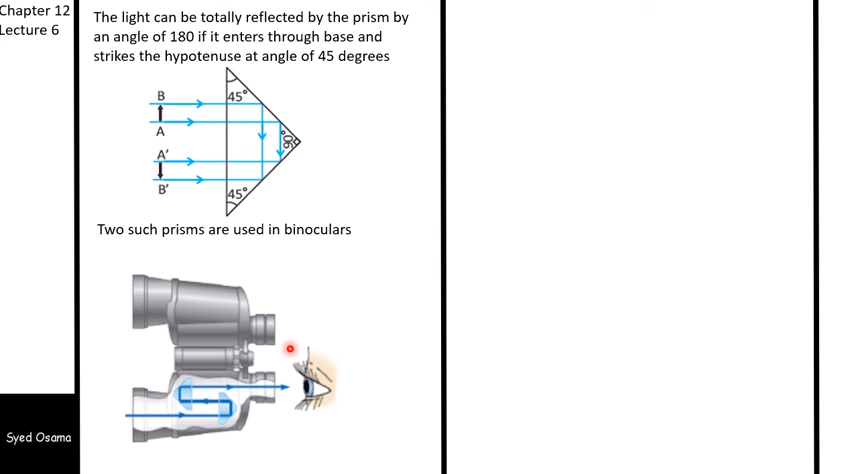 Chapter 12
Lecture 6
The light can be totally reflected by the prism by
an angle of 180 if it enters through base and
strikes the hypotenuse at angle of 45 degrees
45°
B
A
90°
A′
B′
45°
Two such prisms are used in binoculars
Syed Osama